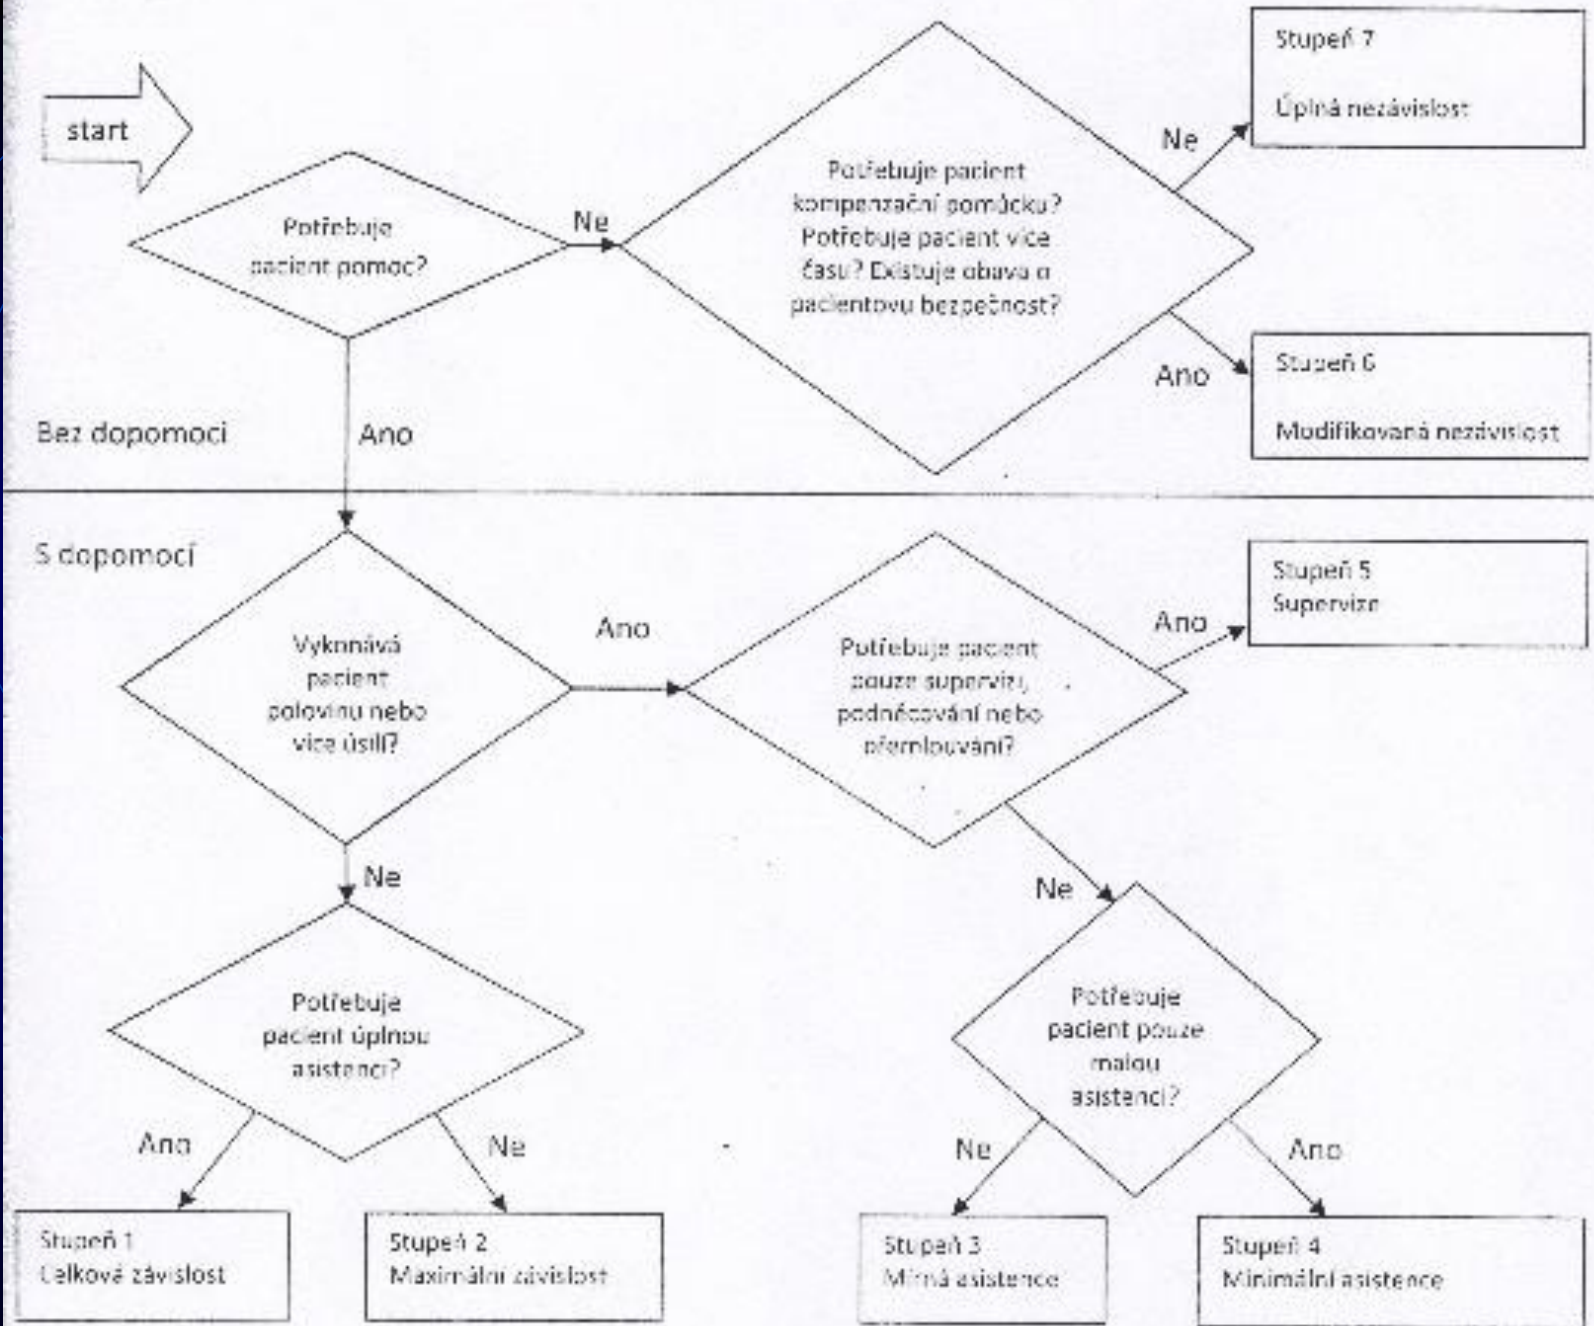 start
Potřebuje
pacient pomoc?
Ne
Potřebuje pacient
kompenzační pomůcku?
Potřebuje pacient více
času? Existuje obava o
pacientovu bezpečnost?
Ne
Stupeň 7
Úplná nezávislost
Ano
Stupeň 6
Modifikovaná nezávislost
Bez dopomoci
Ano
S dopomocí
Vykonává
pacient
polovinu nebo
více úsilí?
Ano
Potřebuje pacient
pouze supervizi,
podněcování nebo
přemlouvání?
Ano
Stupeň 5
Supervize
Ne
Ne
Potřebuje
pacient úplnou
asistenci?
Potřebuje
pacient pouze
malou
asistenci?
Ano
Ne
Ne
Ano
Stupeň 1
Celková závislost
Stupeň 2
Maximální závislost
Stupeň 3
Mírná asistence
Stupeň 4
Minimální asistence